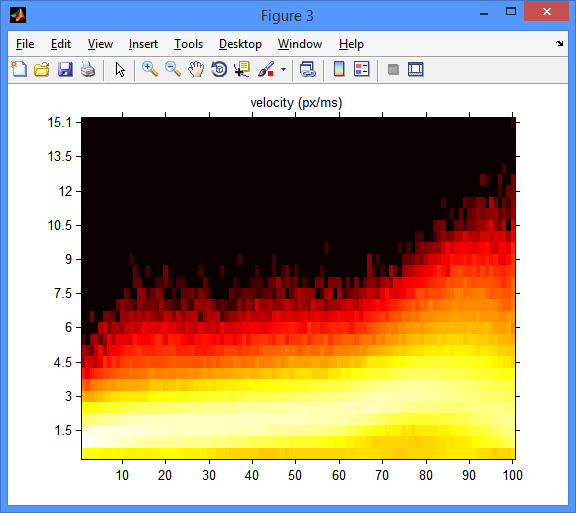 Figure 3
File Edit View Insert Tools Desktop Window Help
velocity (px/ms)
15.1
13.5
12
10.5
9
7.5
6
4.5
3
1.5
10 20 30 40 50 60 70 80 90 100